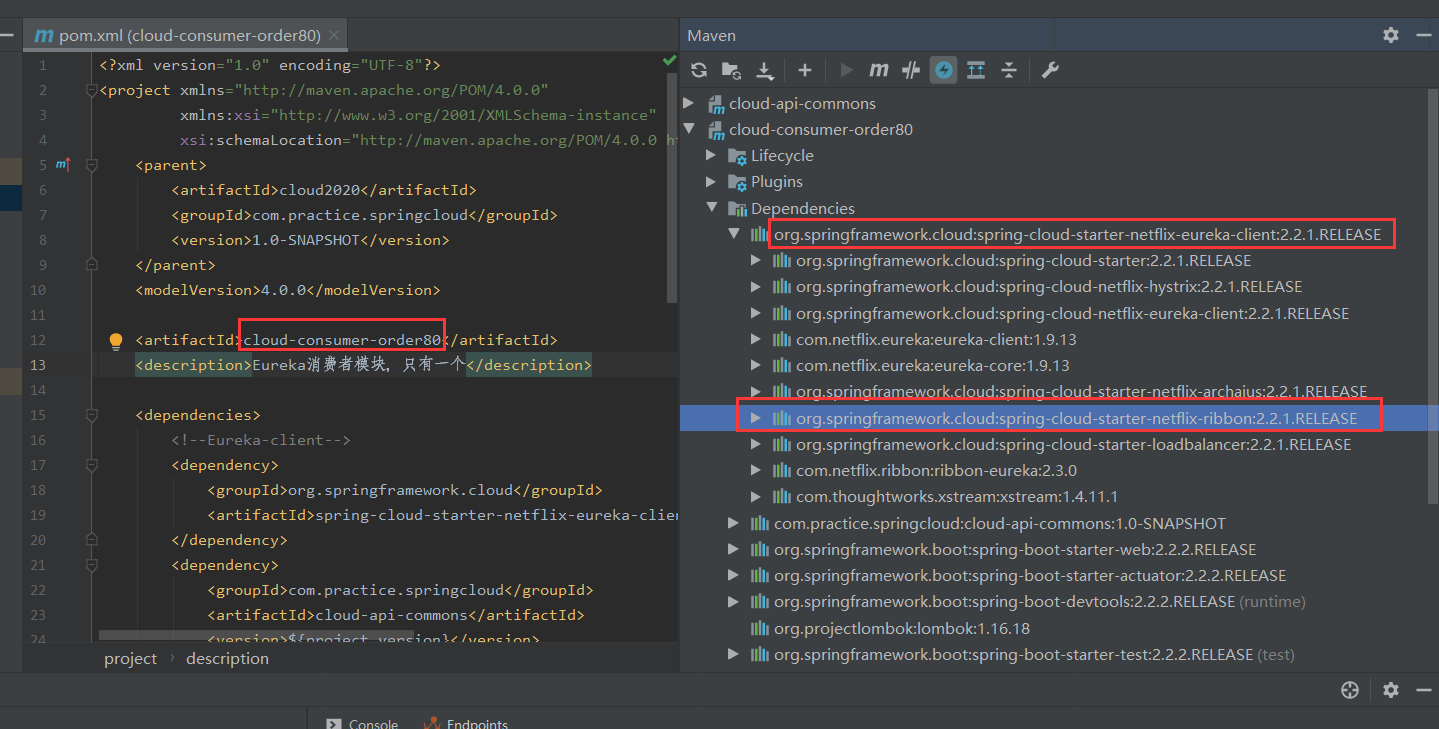 pom.xml (cloud-consumer-order80)
1 <?xml version="1.0" encoding="UTF-8"?>
2 <project xmlns="http://maven.apache.org/POM/4.0.0"
3 xmlns:xsi="http://www.w3.org/2001/XMLSchema-instance"
4 xsi:schemaLocation="http://maven.apache.org/POM/4.0.0 h
5 <parent>
6 <artifactId>cloud2020</artifactId>
7 <groupId>com.practice.springcloud</groupId>
8 <version>1.0-SNAPSHOT</version>
9 </parent>
10 <modelVersion>4.0.0</modelVersion>
11
12 <artifactId>cloud-consumer-order80</artifactId>
13 <description>Eureka消费者模块，只有一个</description>
14
15 <dependencies>
16 <!--Eureka-client-->
17 <dependency>
18 <groupId>org.springframework.cloud</groupId>
19 <artifactId>spring-cloud-starter-netflix-eureka-clien
20 </dependency>
21 <dependency>
22 <groupId>com.practice.springcloud</groupId>
23 <artifactId>cloud-api-commons</artifactId>
24 <version>${project.version}</version>
project › description
Maven
cloud-api-commons
cloud-consumer-order80
Lifecycle
Plugins
Dependencies
org.springframework.cloud:spring-cloud-starter-netflix-eureka-client:2.2.1.RELEASE
org.springframework.cloud:spring-cloud-starter:2.2.1.RELEASE
org.springframework.cloud:spring-cloud-netflix-hystrix:2.2.1.RELEASE
org.springframework.cloud:spring-cloud-netflix-eureka-client:2.2.1.RELEASE
com.netflix.eureka:eureka-client:1.9.13
com.netflix.eureka:eureka-core:1.9.13
org.springframework.cloud:spring-cloud-starter-netflix-archaius:2.2.1.RELEASE
org.springframework.cloud:spring-cloud-starter-netflix-ribbon:2.2.1.RELEASE
org.springframework.cloud:spring-cloud-starter-loadbalancer:2.2.1.RELEASE
com.netflix.ribbon:ribbon-eureka:2.3.0
com.thoughtworks.xstream:xstream:1.4.11.1
com.practice.springcloud:cloud-api-commons:1.0-SNAPSHOT
org.springframework.boot:spring-boot-starter-web:2.2.2.RELEASE
org.springframework.boot:spring-boot-starter-actuator:2.2.2.RELEASE
org.springframework.boot:spring-boot-devtools:2.2.2.RELEASE (runtime)
org.projectlombok:lombok:1.16.18
org.springframework.boot:spring-boot-starter-test:2.2.2.RELEASE (test)
Console Endpoints